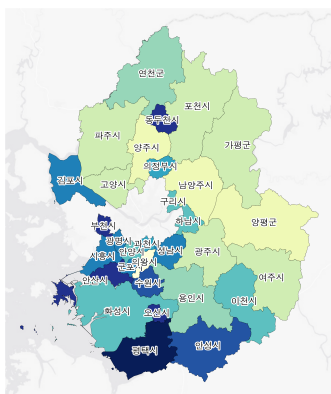 연천군
포천시
동두천시
파주시
양주시
가평군
의정부시
김포시
고양시
남양주시
구리시
부천시
하남시
양평군
광명시
과천시
시흥시
안양시
성남시
광주시
의왕시
군포시
안산시
수원시
여주시
용인시
이천시
화성시
오산시
평택시
안성시